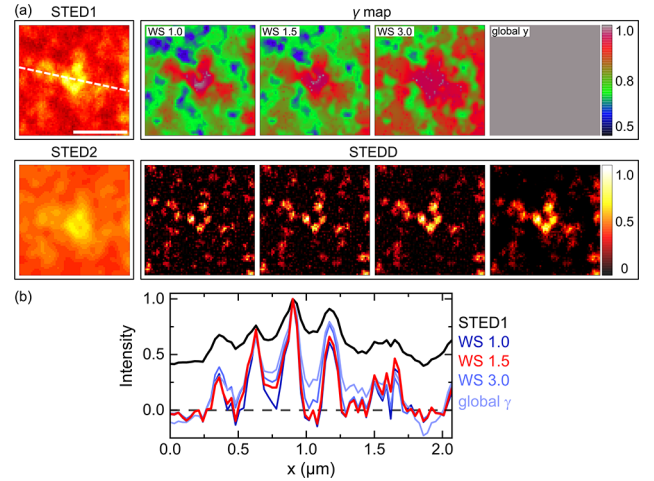 (a) STED1 γ map
WS 1.0 WS 1.5 WS 3.0 global γ 1.0
0.8
0.5
STED2 STEDD
1.0
0.5
0
(b)
1.0
0.5
0.0
Intensity
0.0 0.5 1.0 1.5 2.0
x (μm)
STED1
WS 1.0
WS 1.5
WS 3.0
global γ